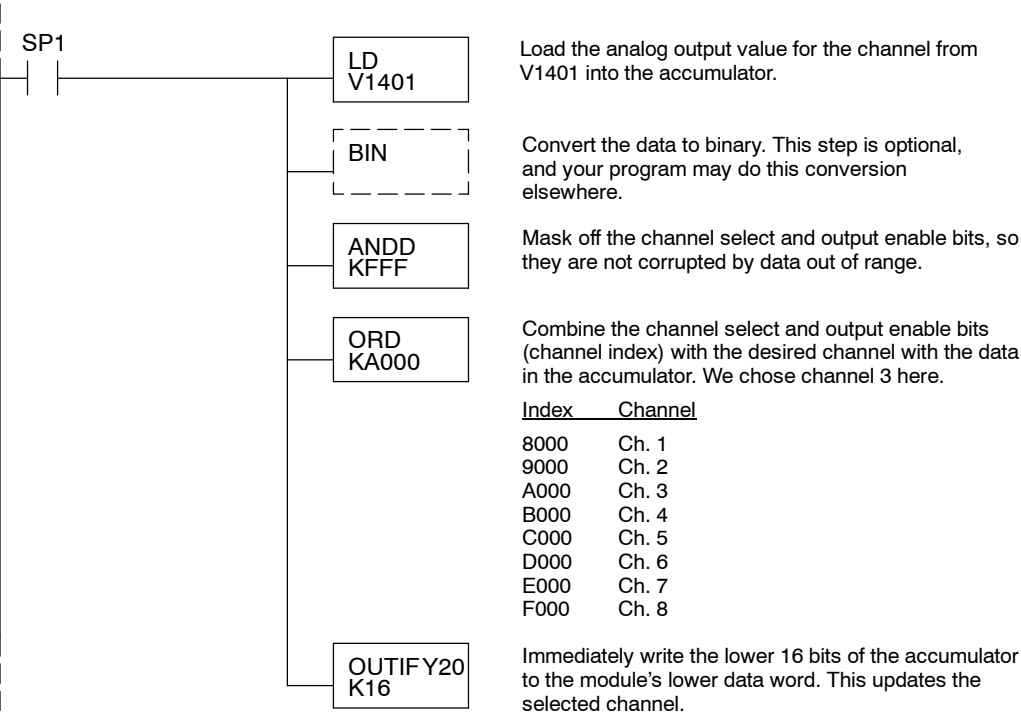 SP1
LD
V1401
Load the analog output value for the channel from
V1401 into the accumulator.
BIN
Convert the data to binary. This step is optional,
and your program may do this conversion
elsewhere.
ANDD
KFFF
Mask off the channel select and output enable bits, so
they are not corrupted by data out of range.
ORD
KA000
Combine the channel select and output enable bits
(channel index) with the desired channel with the data
in the accumulator. We chose channel 3 here.
Index Channel
8000 Ch. 1
9000 Ch. 2
A000 Ch. 3
B000 Ch. 4
C000 Ch. 5
D000 Ch. 6
E000 Ch. 7
F000 Ch. 8
OUTIF Y20
K16
Immediately write the lower 16 bits of the accumulator
to the module's lower data word. This updates the
selected channel.